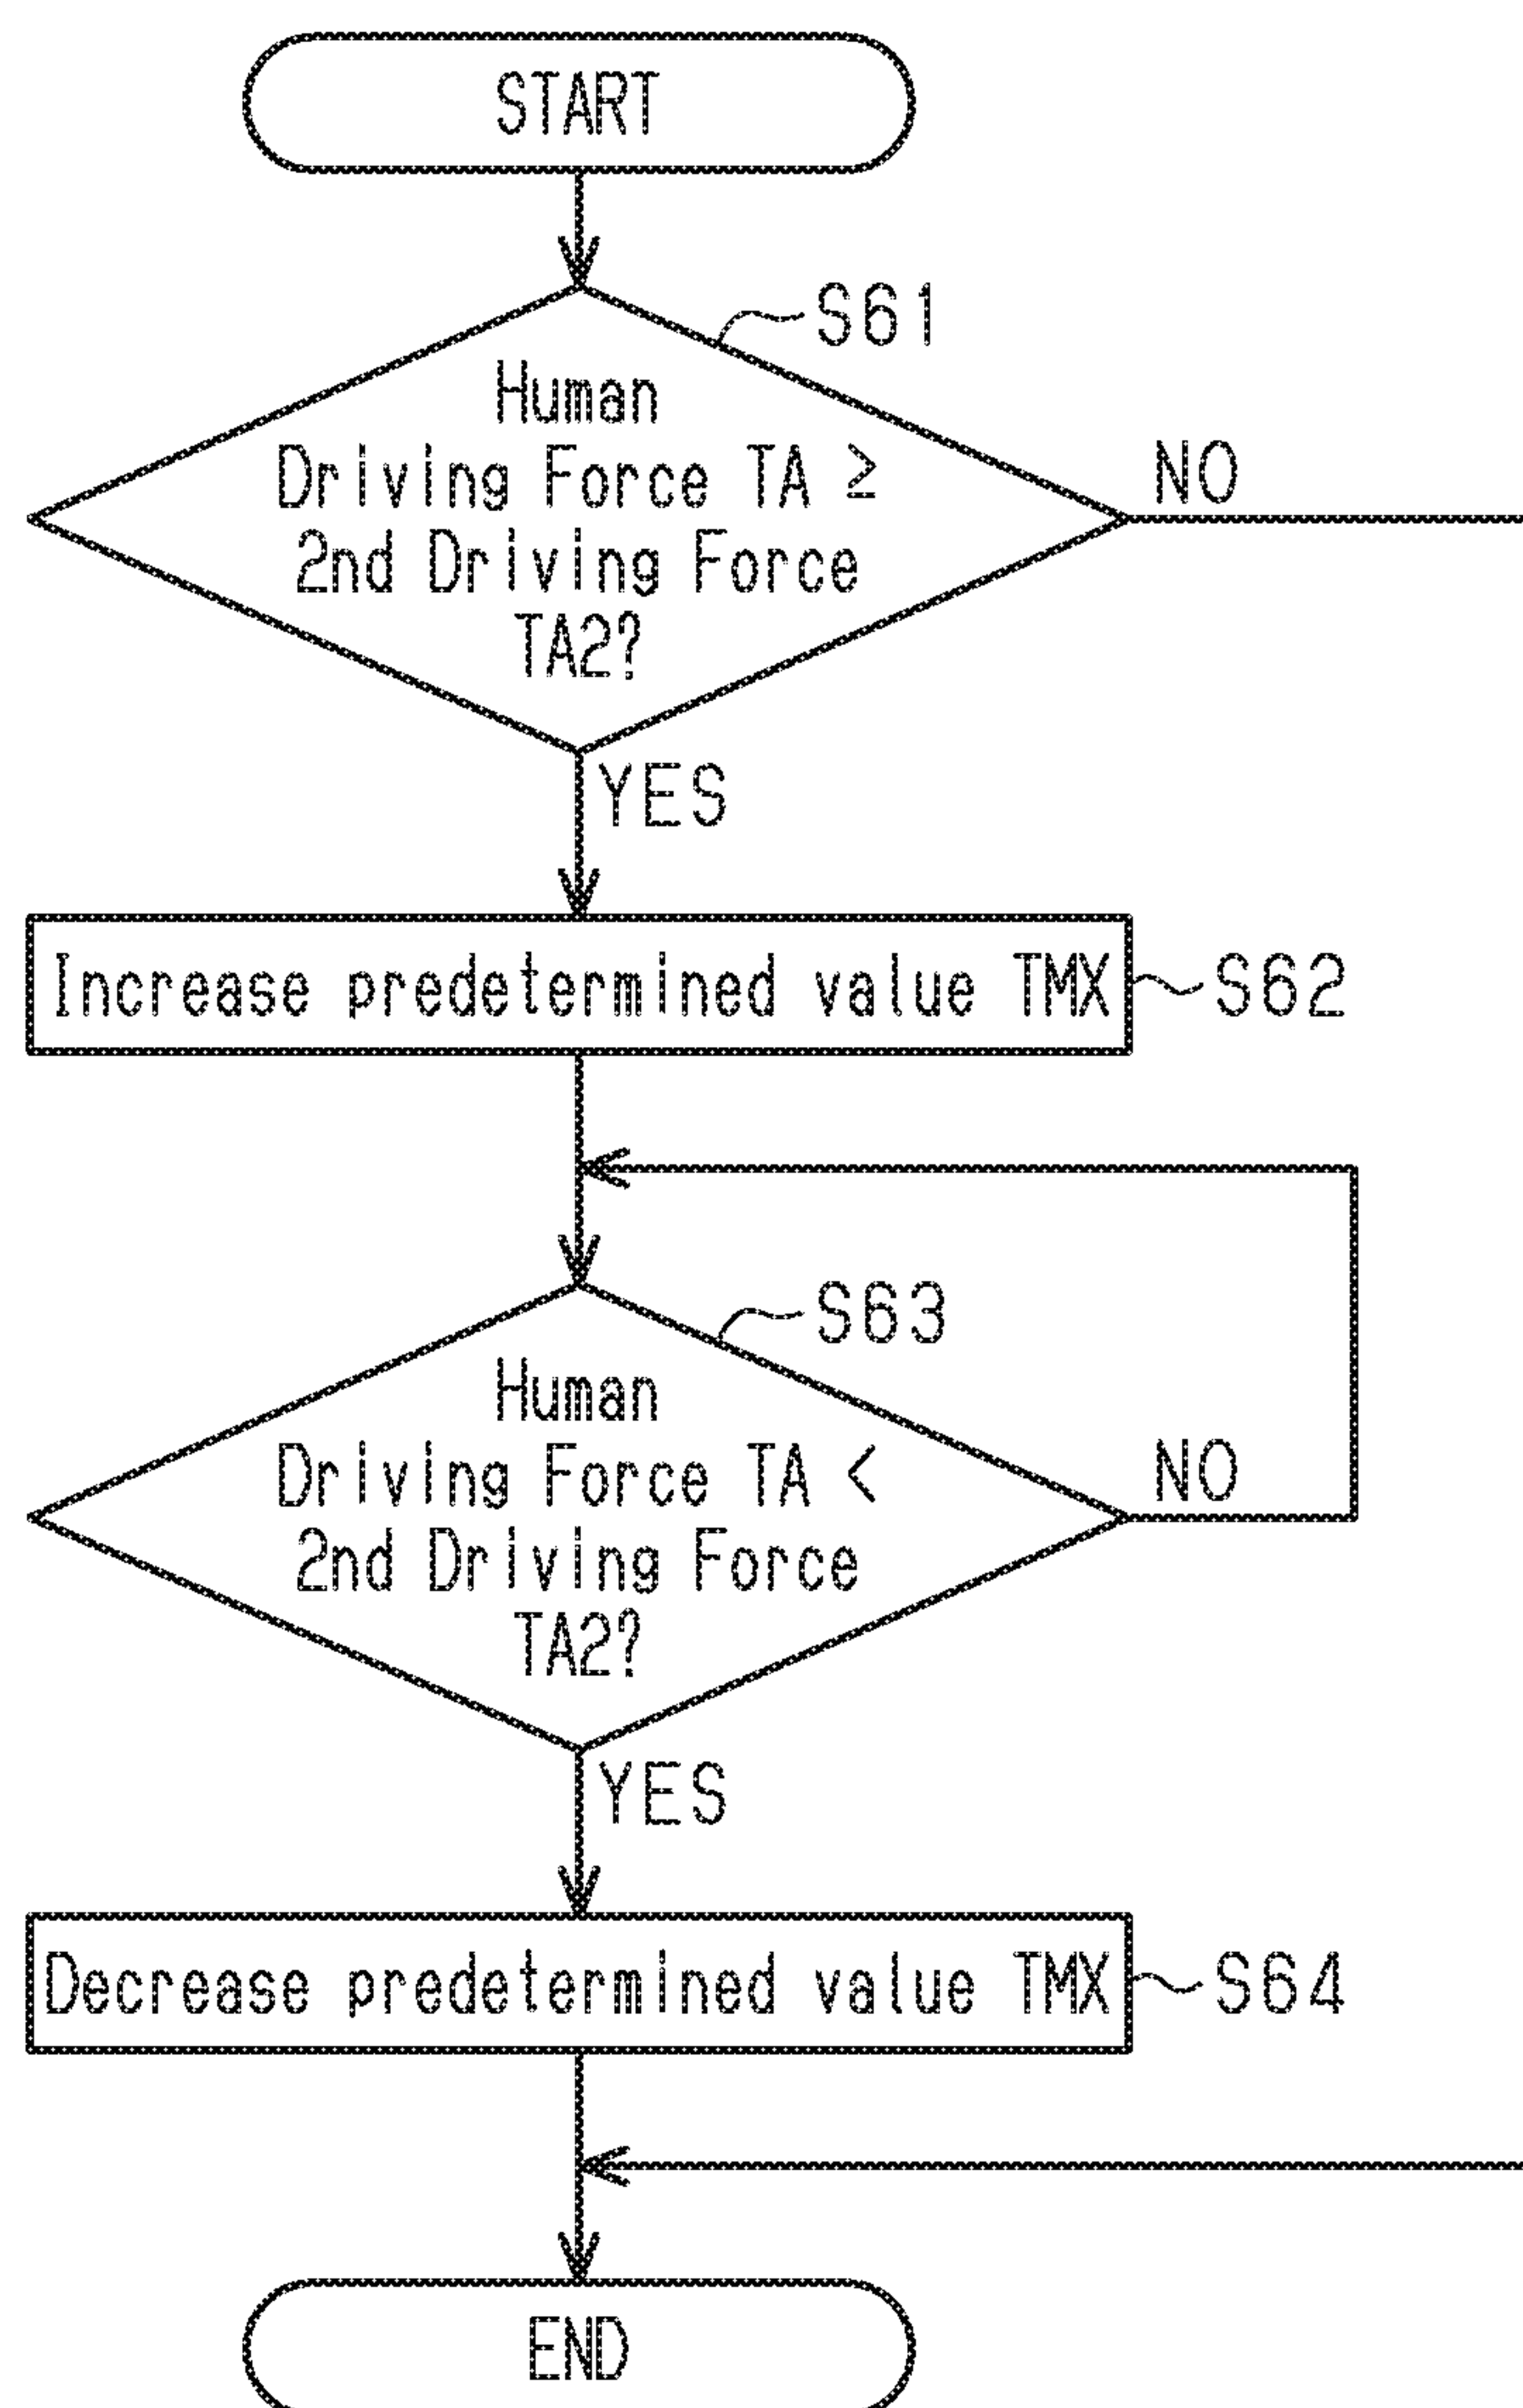 START
S61
Human
Driving Force TA ≥
2nd Driving Force
TA2?
NO
YES
Increase predetermined value TMX
S62
S63
Human
Driving Force TA <
2nd Driving Force
TA2?
NO
YES
Decrease predetermined value TMX
S64
END